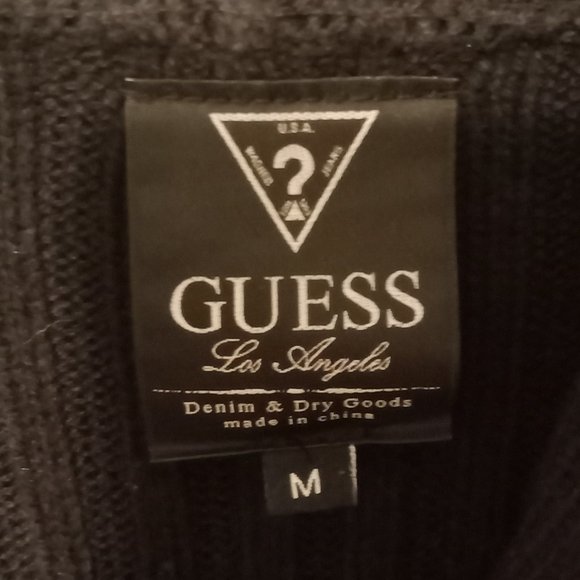 U.S.A.
WASHED JEANS
?
GUESS
Los Angeles
Denim & Dry Goods
made in china
M